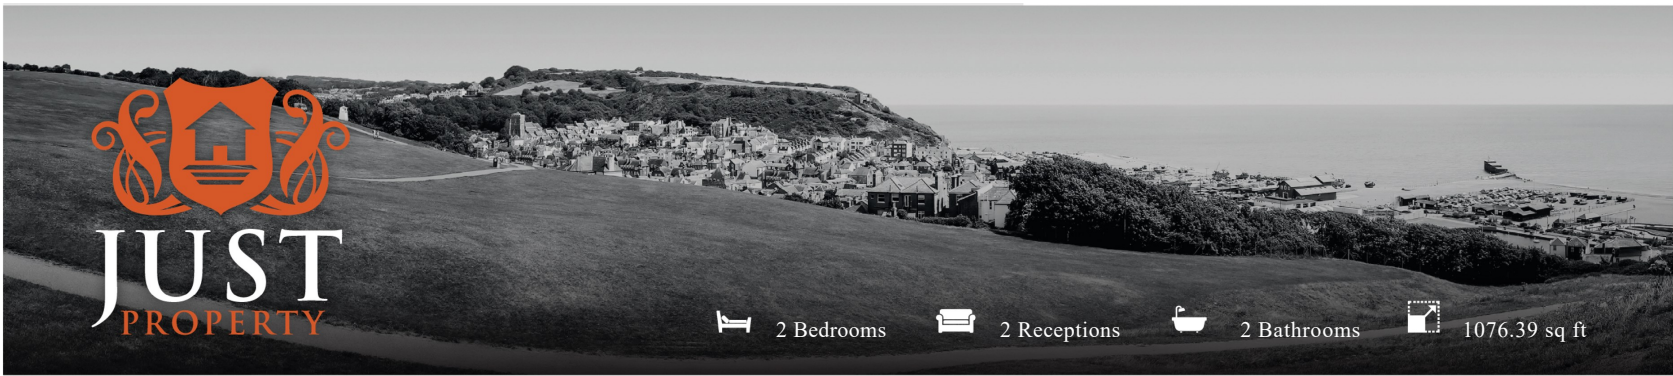 JUST
PROPERTY
2 Bedrooms
2 Receptions
2 Bathrooms
1076.39 sq ft